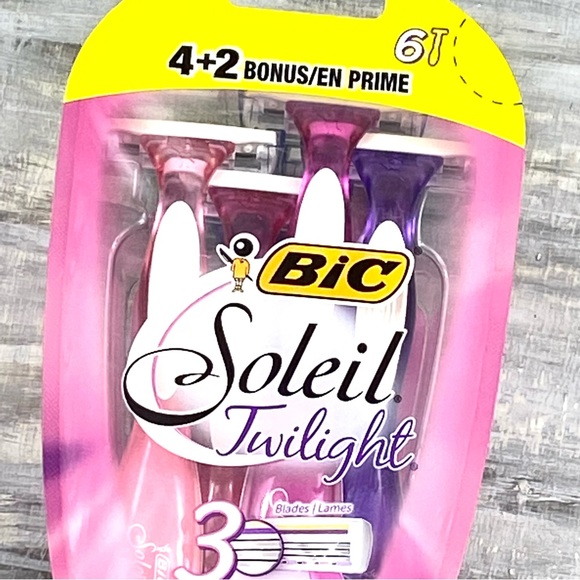 6
4+2 BONUS/EN PRIME
BiC
Soleil
Twilight
Blades | Lames
3